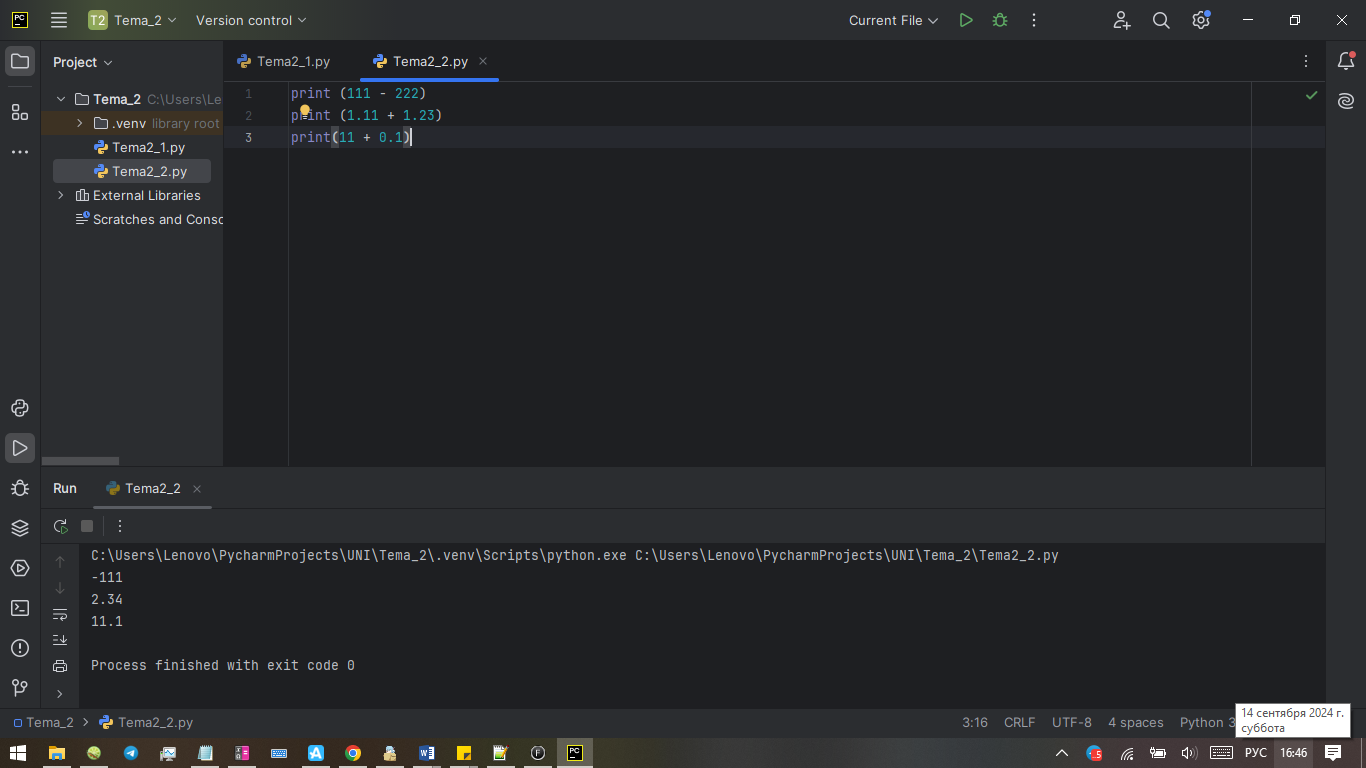 PC T2 Tema_2 Version control Current File
Project
Tema2_1.py Tema2_2.py
Tema_2 C:\Users\Le
.venv library root
Tema2_1.py
Tema2_2.py
External Libraries
Scratches and Consc
1 print (111 - 222)
2 print (1.11 + 1.23)
3 print(11 + 0.1)
Run Tema2_2
C:\Users\Lenovo\PycharmProjects\UNI\Tema_2\.venv\Scripts\python.exe C:\Users\Lenovo\PycharmProjects\UNI\Tema_2\Tema2_2.py
-111
2.34
11.1
Process finished with exit code 0
Tema_2 Tema2_2.py 3:16 CRLF UTF-8 4 spaces Python 3
14 сентября 2024 г.
суббота
РУС 16:46